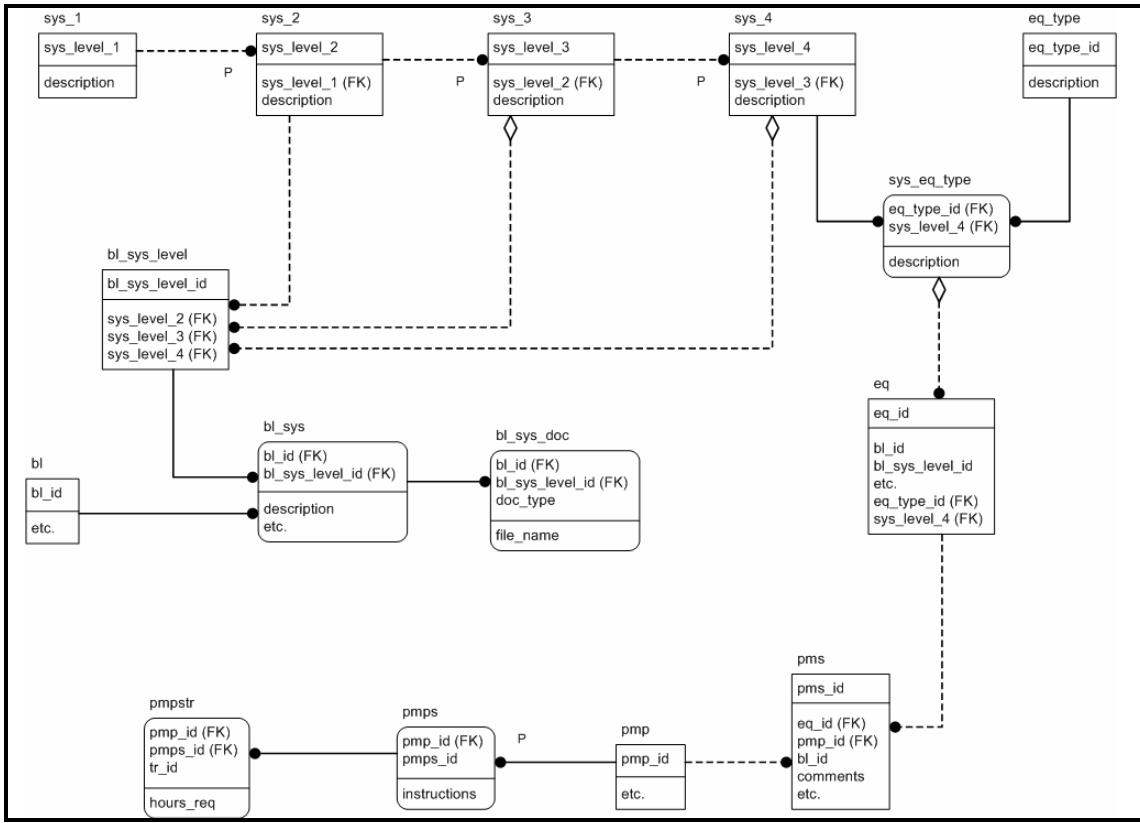 sys_1
sys_level_1
description
P
sys_2
sys_level_2
sys_level_1 (FK)
description
P
sys_3
sys_level_3
sys_level_2 (FK)
description
P
sys_4
sys_level_4
sys_level_3 (FK)
description
eq_type
eq_type_id
description
sys_eq_type
eq_type_id (FK)
sys_level_4 (FK)
description
bl_sys_level
bl_sys_level_id
sys_level_2 (FK)
sys_level_3 (FK)
sys_level_4 (FK)
eq
eq_id
bl_id
bl_sys_level_id
etc.
eq_type_id (FK)
sys_level_4 (FK)
bl
bl_id
etc.
bl_sys
bl_id (FK)
bl_sys_level_id (FK)
description
etc.
bl_sys_doc
bl_id (FK)
bl_sys_level_id (FK)
doc_type
file_name
pmpstr
pmp_id (FK)
pmps_id (FK)
tr_id
hours_req
pmps
pmp_id (FK)
pmps_id
instructions
P
pmp
pmp_id
etc.
pms
pms_id
eq_id (FK)
pmp_id (FK)
bl_id
comments
etc.